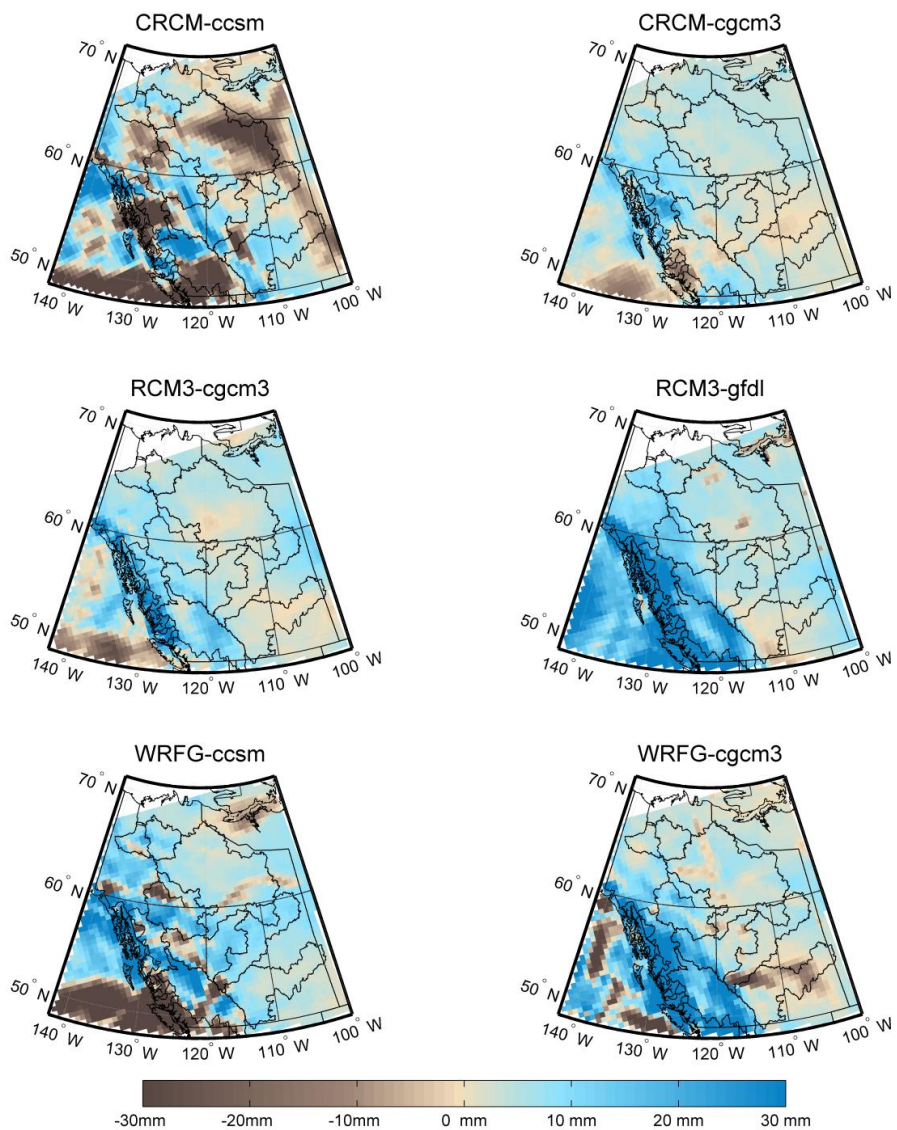 CRCM-ccsm CRCM-cgcm3
70° N 70° N
60° N 60° N
50° N 50° N
140° W 130° W 120° W 110° W 100° W 140° W 130° W 120° W 110° W 100° W
RCM3-cgcm3 RCM3-gfdl
70° N 70° N
60° N 60° N
50° N 50° N
140° W 130° W 120° W 110° W 100° W 140° W 130° W 120° W 110° W 100° W
WRFG-ccsm WRFG-cgcm3
70° N 70° N
60° N 60° N
50° N 50° N
140° W 130° W 120° W 110° W 100° W 140° W 130° W 120° W 110° W 100° W
-30mm -20mm -10mm 0 mm 10 mm 20 mm 30 mm